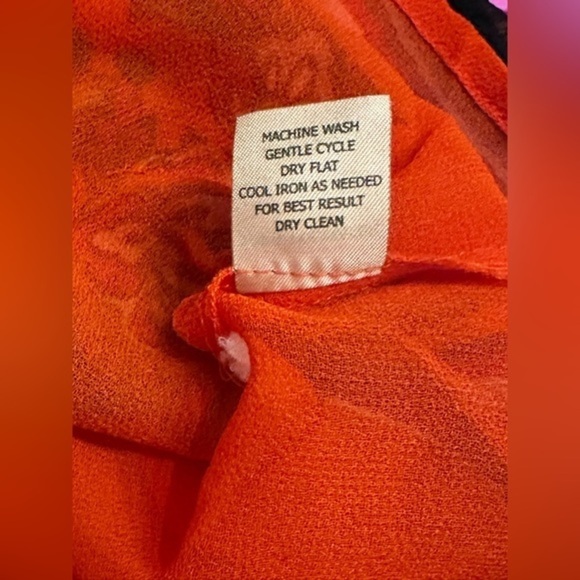 MACHINE WASH
GENTLE CYCLE
DRY FLAT
COOL IRON AS NEEDED
FOR BEST RESULT
DRY CLEAN